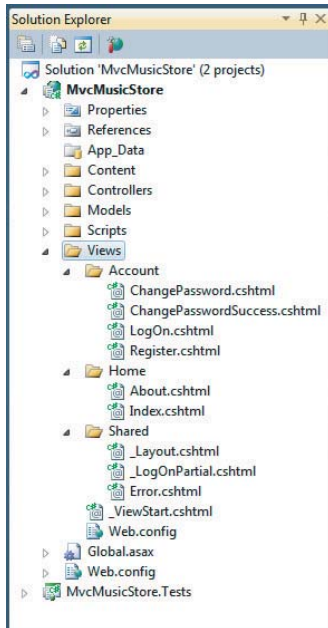 Solution Explorer
Solution 'MvcMusicStore' (2 projects)
MvcMusicStore
Properties
References
App_Data
Content
Controllers
Models
Scripts
Views
Account
ChangePassword.cshtml
ChangePasswordSuccess.cshtml
LogOn.cshtml
Register.cshtml
Home
About.cshtml
Index.cshtml
Shared
_Layout.cshtml
_LogOnPartial.cshtml
Error.cshtml
_ViewStart.cshtml
Web.config
Global.asax
Web.config
MvcMusicStore.Tests